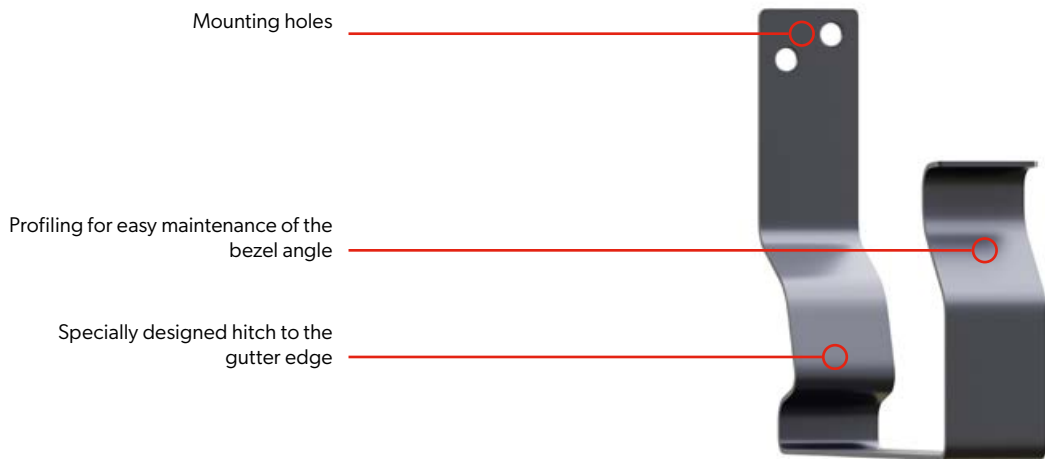 Mounting holes
Profiling for easy maintenance of the
bezel angle
Specially designed hitch to the
gutter edge